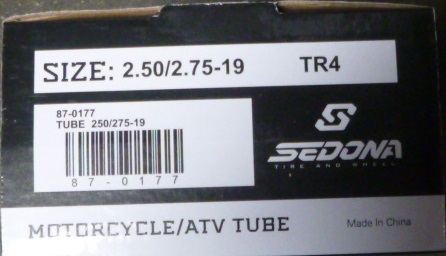 SIZE: 2.50/2.75-19 TR4
87-0177
TUBE 250/275-19
87-0177
SEDONA
TIRE AND WHEEL
MOTORCYCLE/ATV TUBE
Made In China